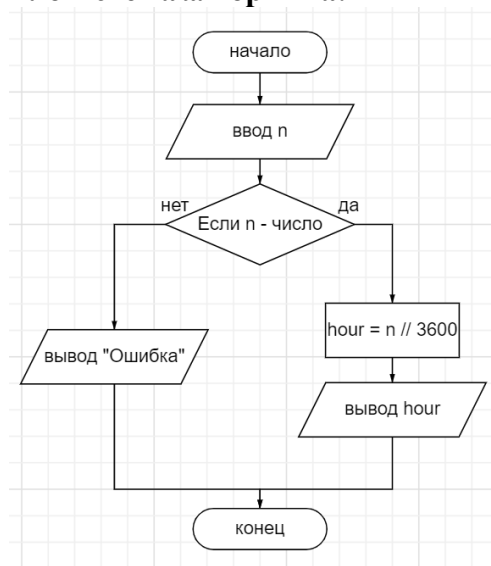 начало
ввод n
нет
да
Если n - число
hour = n // 3600
вывод "Ошибка"
вывод hour
конец